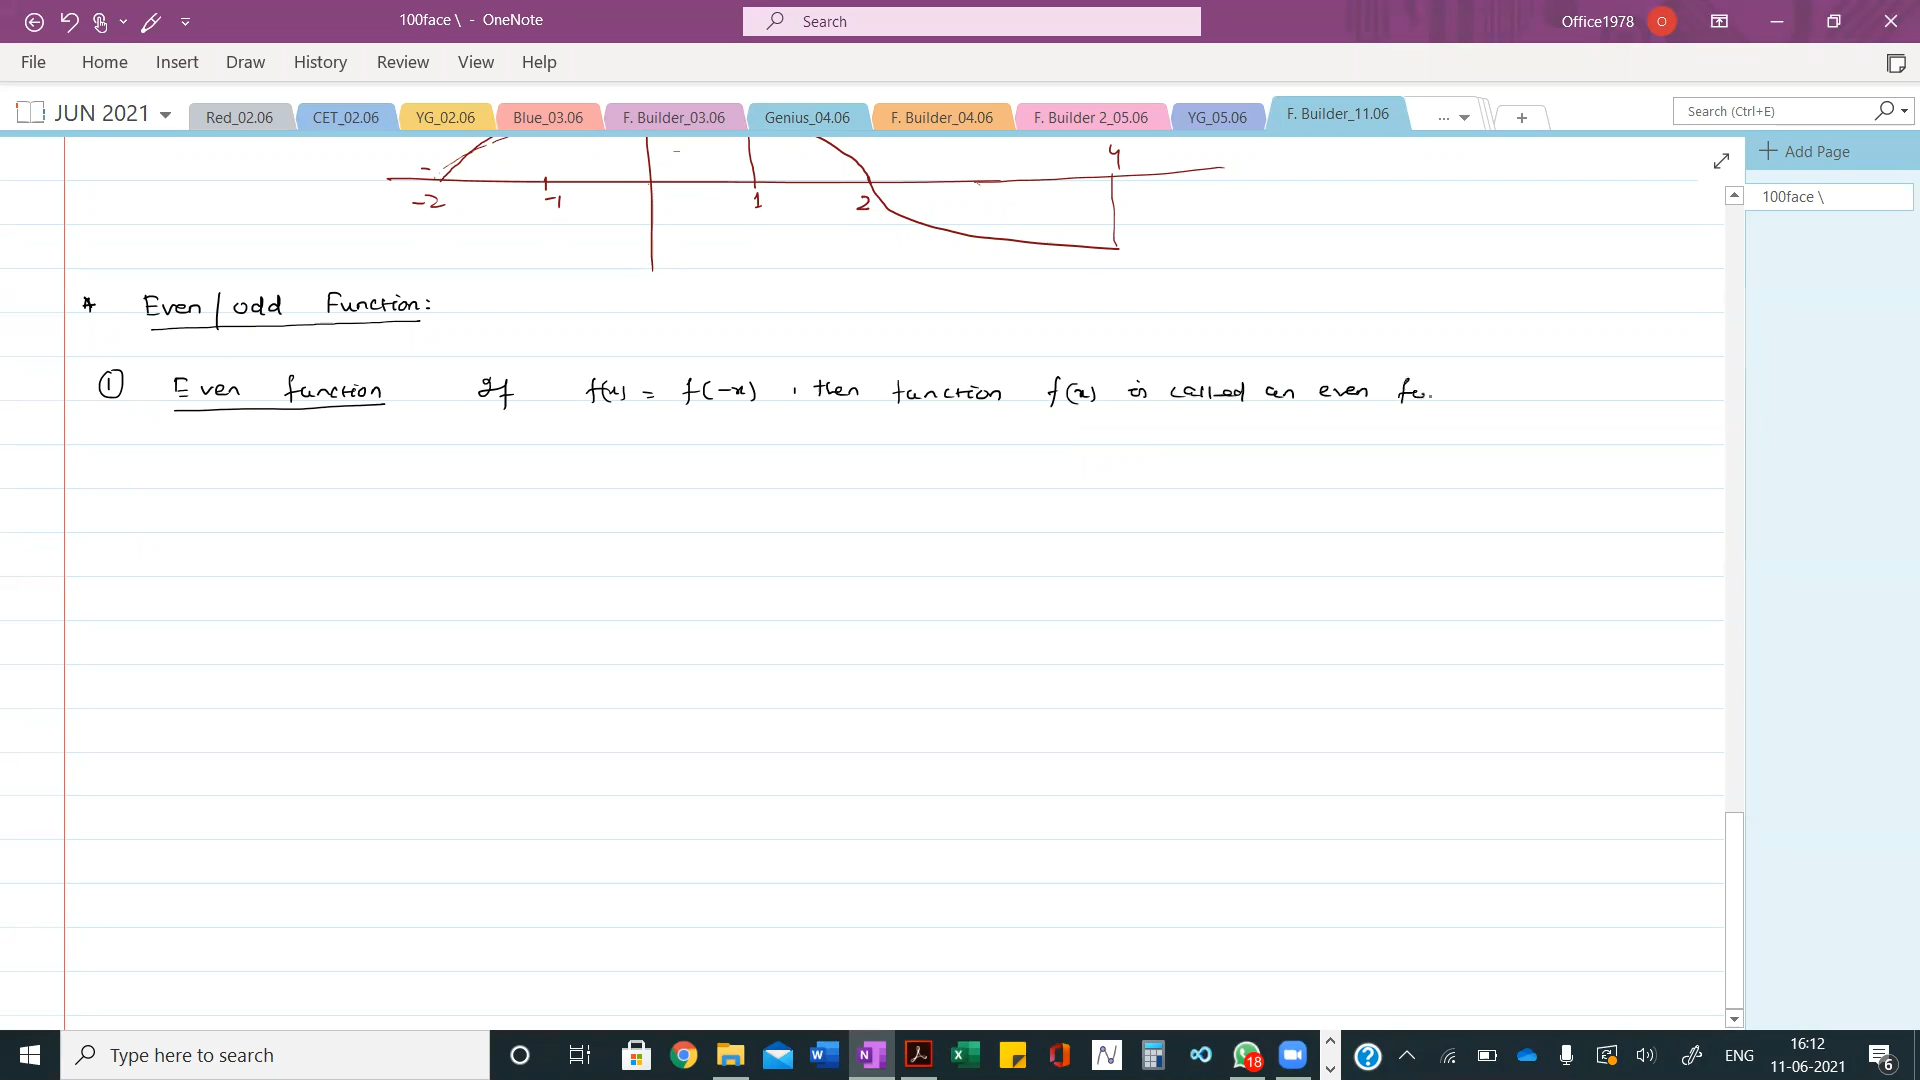 100face \ - OneNote
Search
Office1978
O
File Home Insert Draw History Review View Help
JUN 2021
Red_02.06 CET_02.06 YG_02.06 Blue_03.06 F. Builder_03.06 Genius_04.06 F. Builder_04.06 F. Builder 2_05.06 YG_05.06 F. Builder_11.06 ... +
Search (Ctrl+E)
Add Page
100face \
4
-2 -1 1 2
Even | odd Function:
① Even function If f(x) = f(-x), then function f(x) is called an even
Type here to search
18
ENG
16:12
11-06-2021
6